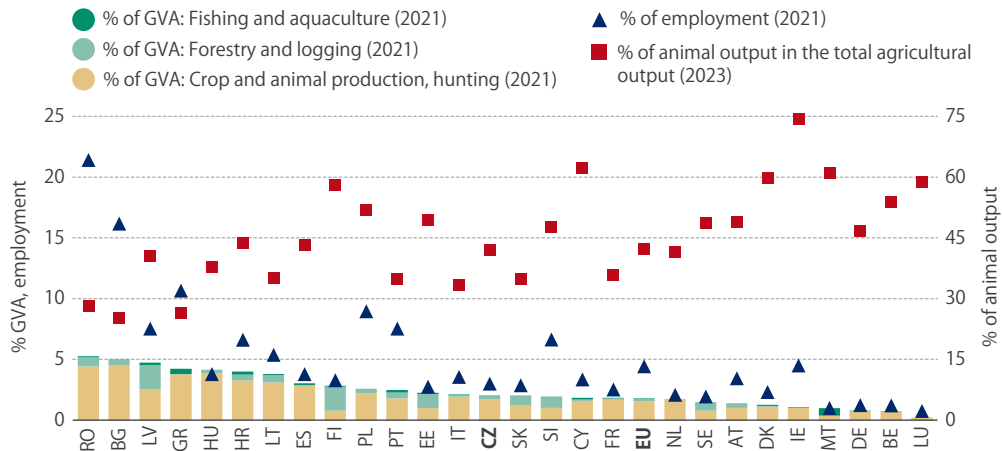 % of GVA: Fishing and aquaculture (2021)
% of GVA: Forestry and logging (2021)
% of GVA: Crop and animal production, hunting (2021)
% of employment (2021)
% of animal output in the total agricultural
output (2023)
% GVA, employment
25
20
15
10
5
0
75
60
45
30
15
0
% of animal output
RO BG LV GR HU HR LT ES FI PL PT EE IT CZ SK SI CY FR EU NL SE AT DK IE MT DE BE LU